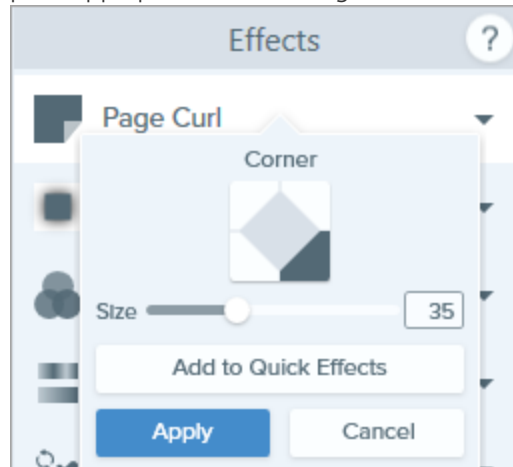 Effects ?
Page Curl
Corner
Size 35
Add to Quick Effects
Apply Cancel